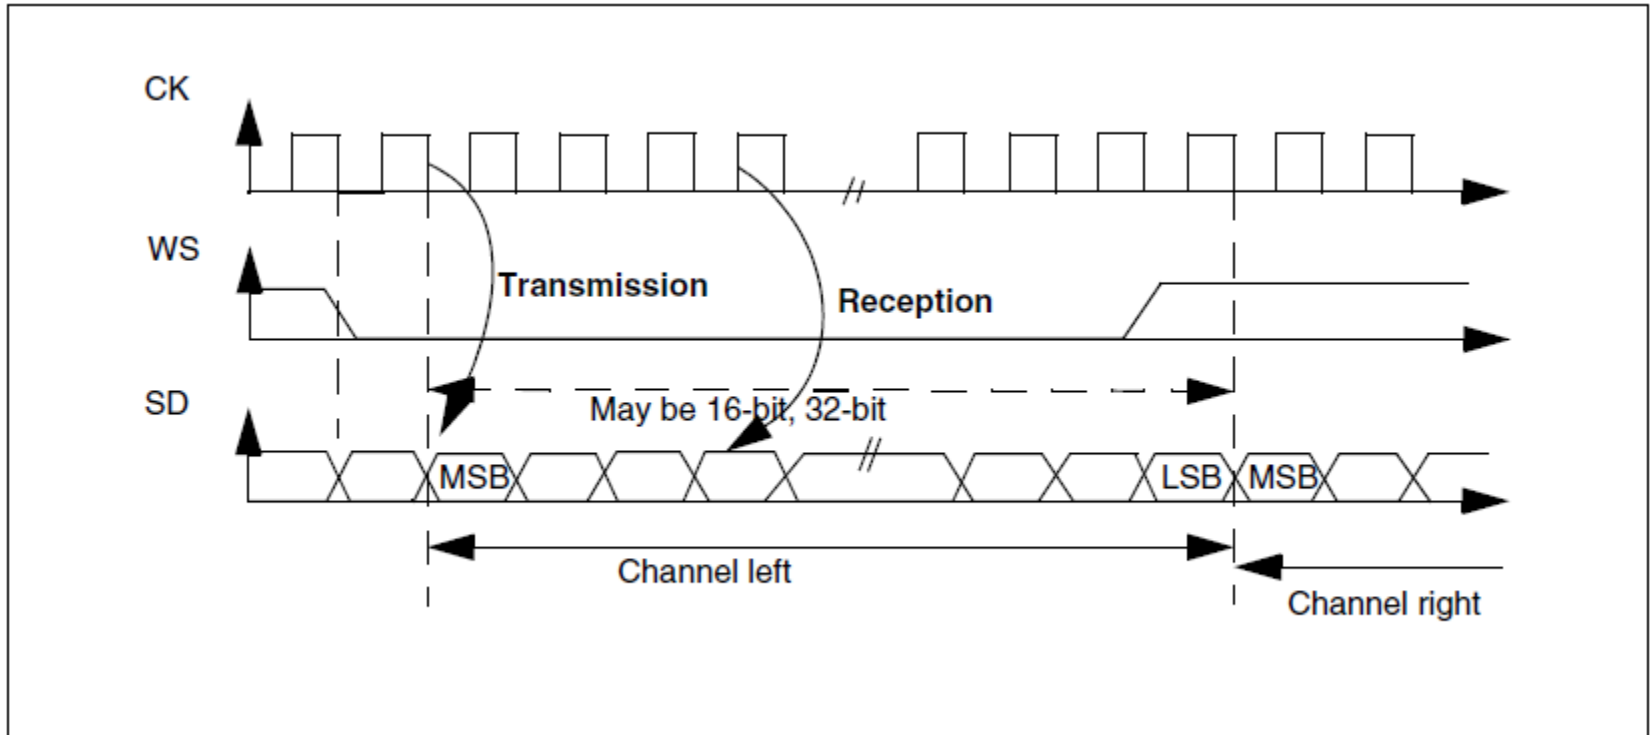 CK
WS
Transmission
Reception
SD
May be 16-bit, 32-bit
MSB
LSB
MSB
Channel left
Channel right